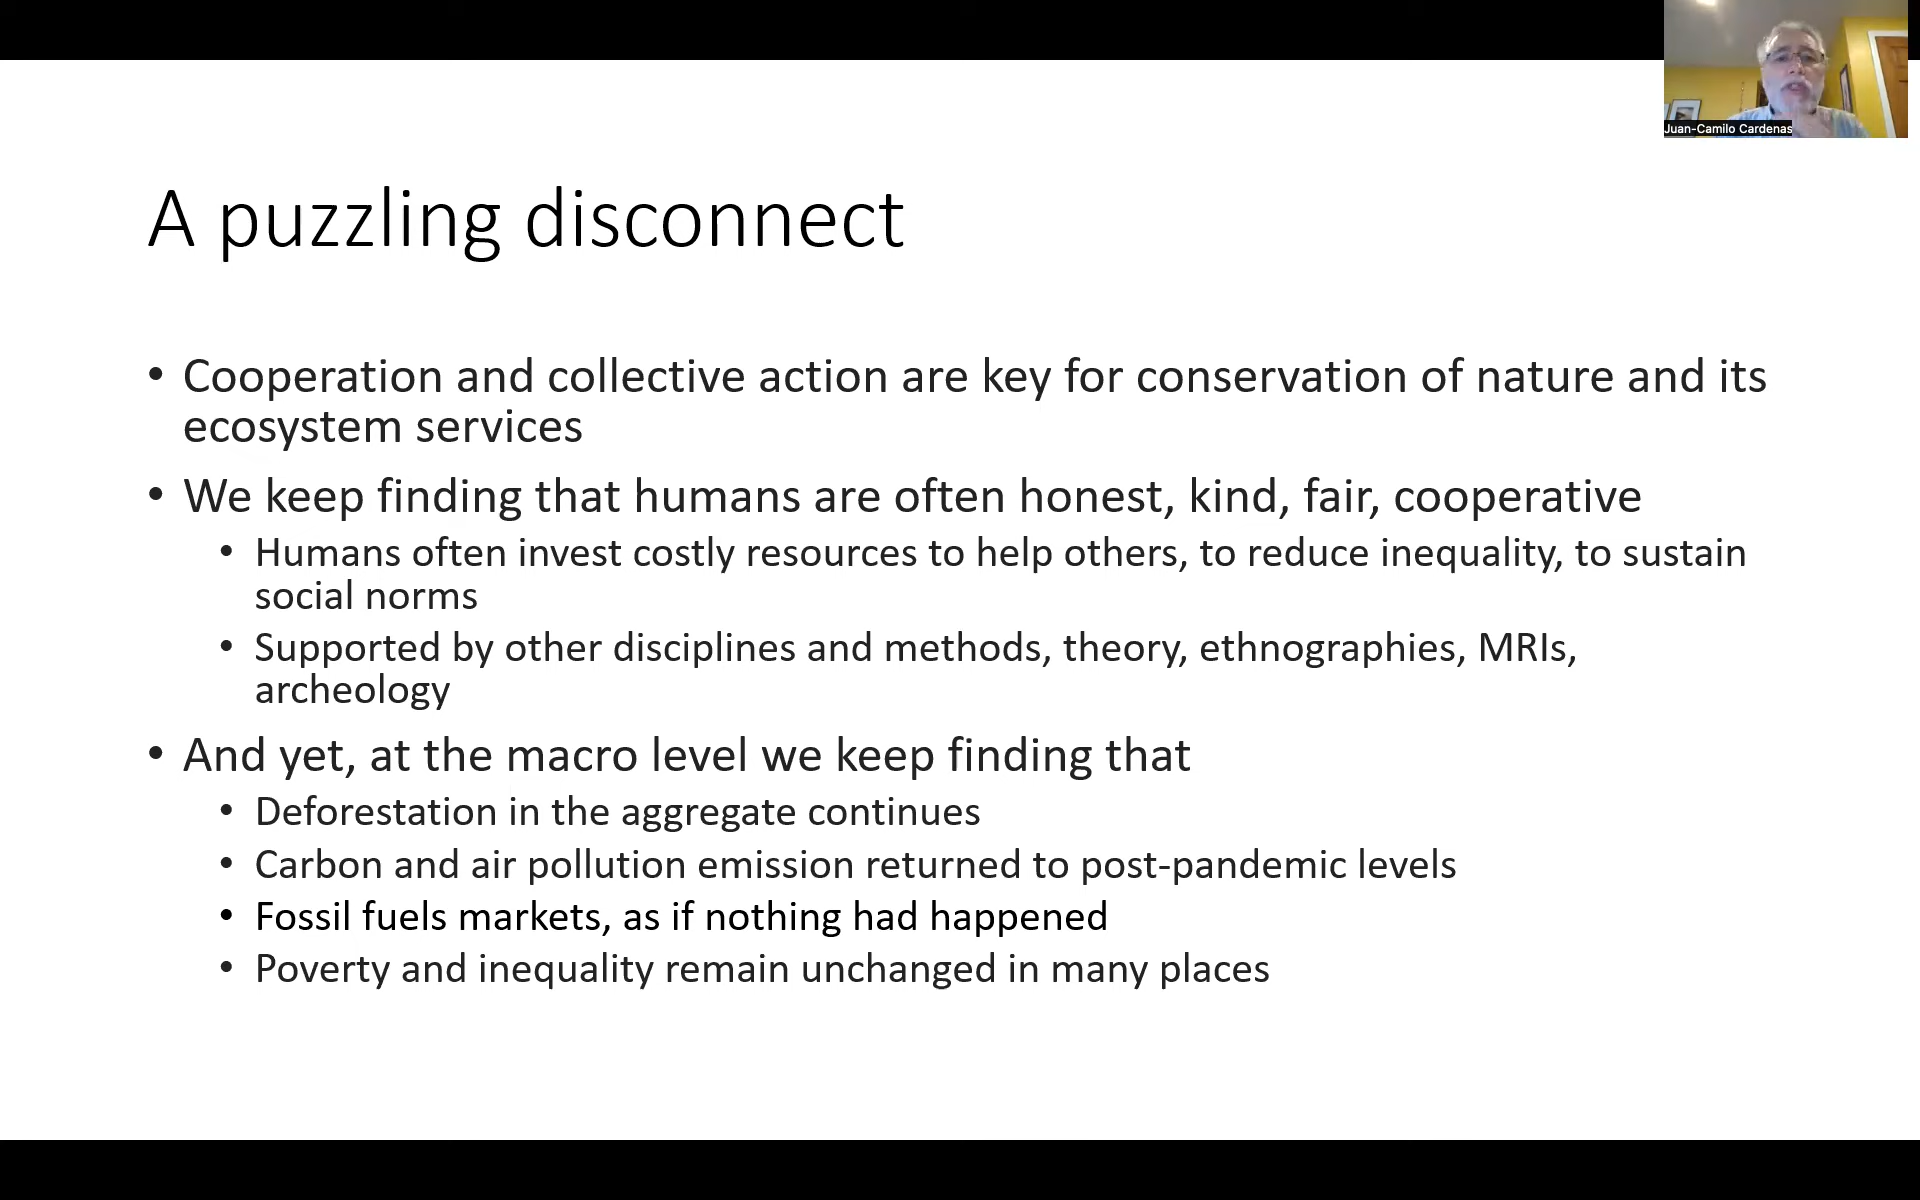 Juan-Camilo Cardenas
A puzzling disconnect
• Cooperation and collective action are key for conservation of nature and its
ecosystem services
• We keep finding that humans are often honest, kind, fair, cooperative
• Humans often invest costly resources to help others, to reduce inequality, to sustain
social norms
• Supported by other disciplines and methods, theory, ethnographies, MRIs,
archeology
• And yet, at the macro level we keep finding that
• Deforestation in the aggregate continues
• Carbon and air pollution emission returned to post-pandemic levels
• Fossil fuels markets, as if nothing had happened
• Poverty and inequality remain unchanged in many places